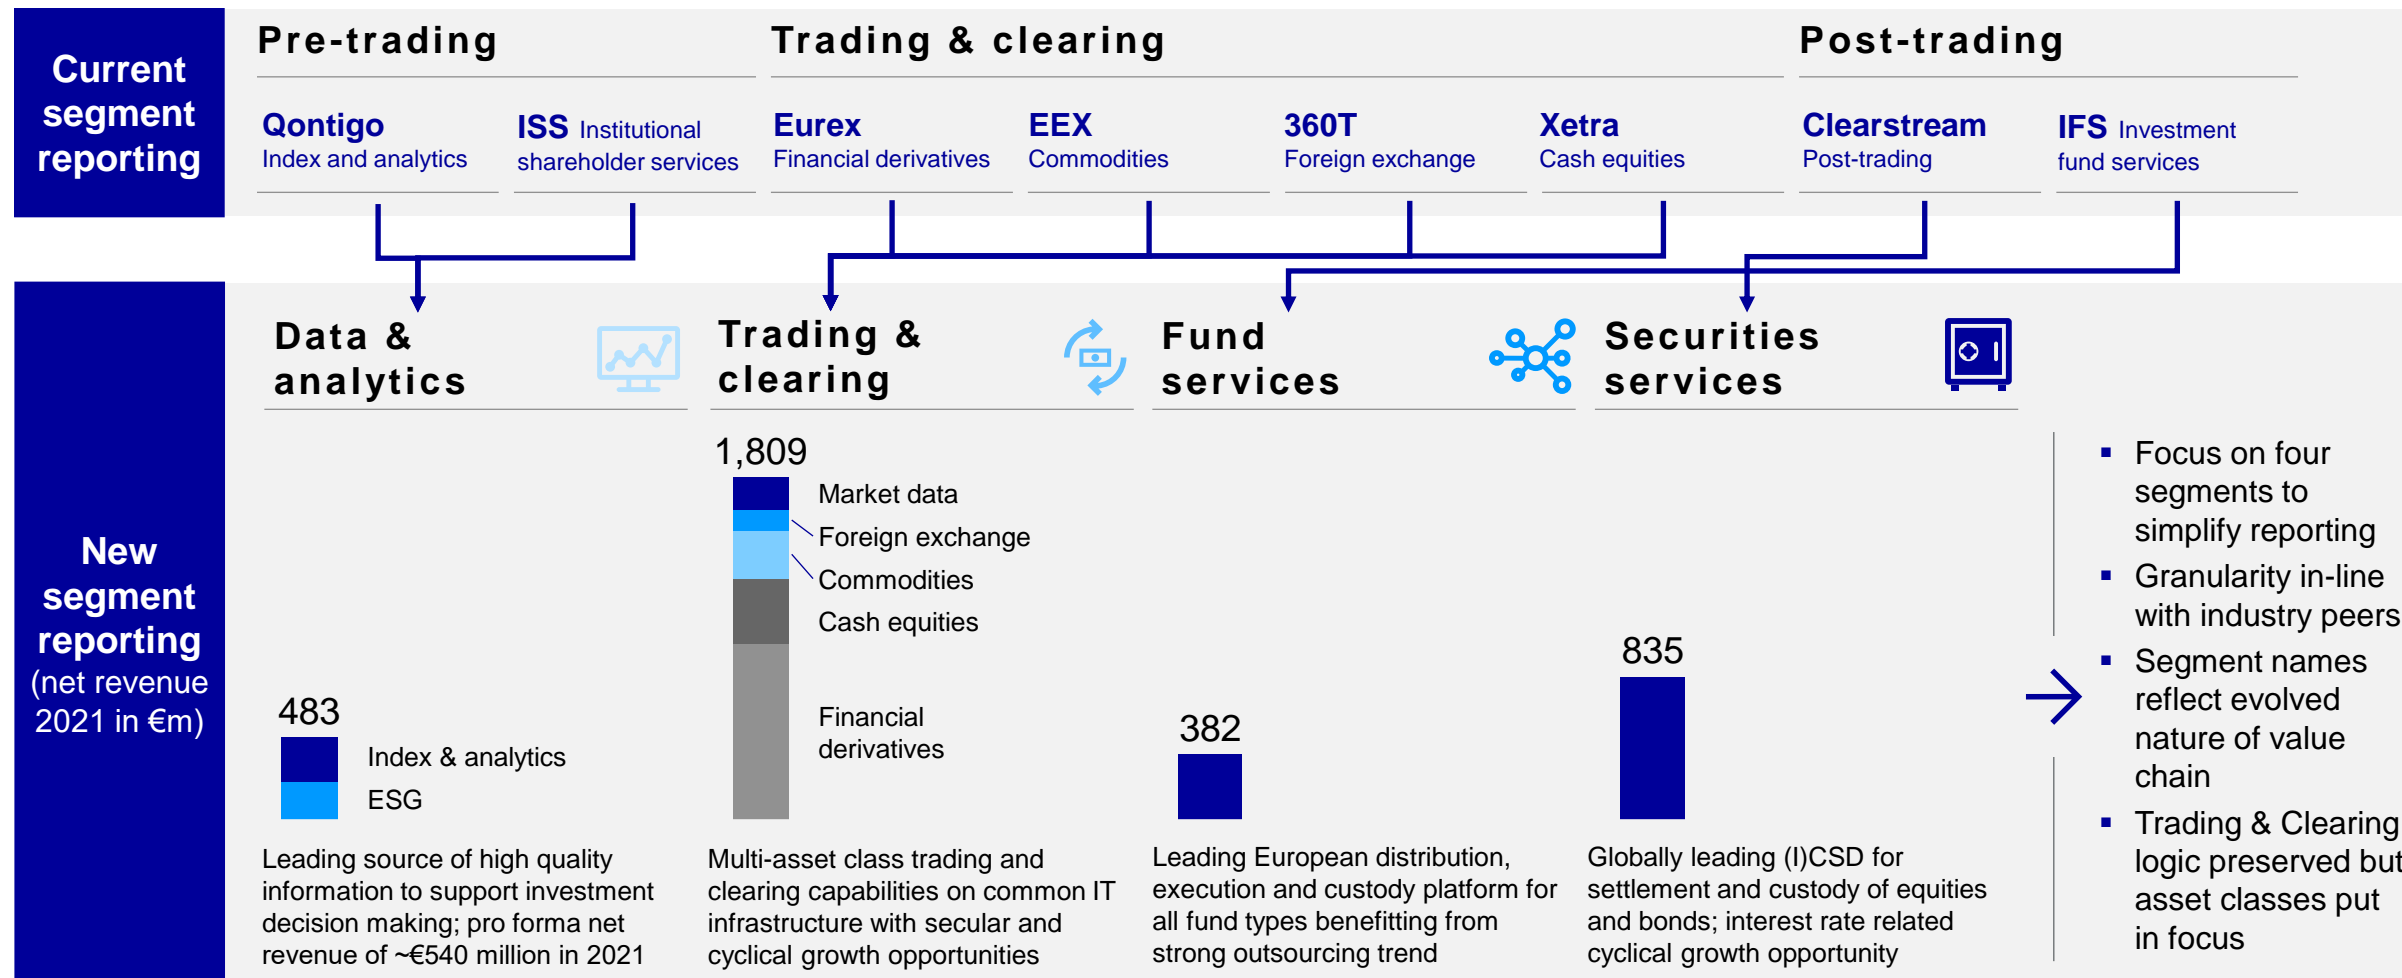 Current
segment
reporting
Pre-trading
Trading & clearing
Post-trading
Qontigo
Index and analytics
ISS Institutional
shareholder services
Eurex
Financial derivatives
EEX
Commodities
360T
Foreign exchange
Xetra
Cash equities
Clearstream
Post-trading
IFS Investment
fund services
New
segment
reporting
(net revenue
2021 in €m)
Data &
analytics
483
Index & analytics
ESG
Leading source of high quality
information to support investment
decision making; pro forma net
revenue of ~€540 million in 2021
Trading &
clearing
1,809
Market data
Foreign exchange
Commodities
Cash equities
Financial
derivatives
Multi-asset class trading and
clearing capabilities on common IT
infrastructure with secular and
cyclical growth opportunities
Fund
services
382
Leading European distribution,
execution and custody platform for
all fund types benefitting from
strong outsourcing trend
Securities
services
835
Globally leading (I)CSD for
settlement and custody of equities
and bonds; interest rate related
cyclical growth opportunity
▪ Focus on four
segments to
simplify reporting
▪ Granularity in-line
with industry peers
▪ Segment names
reflect evolved
nature of value
chain
▪ Trading & Clearing
logic preserved but
asset classes put
in focus